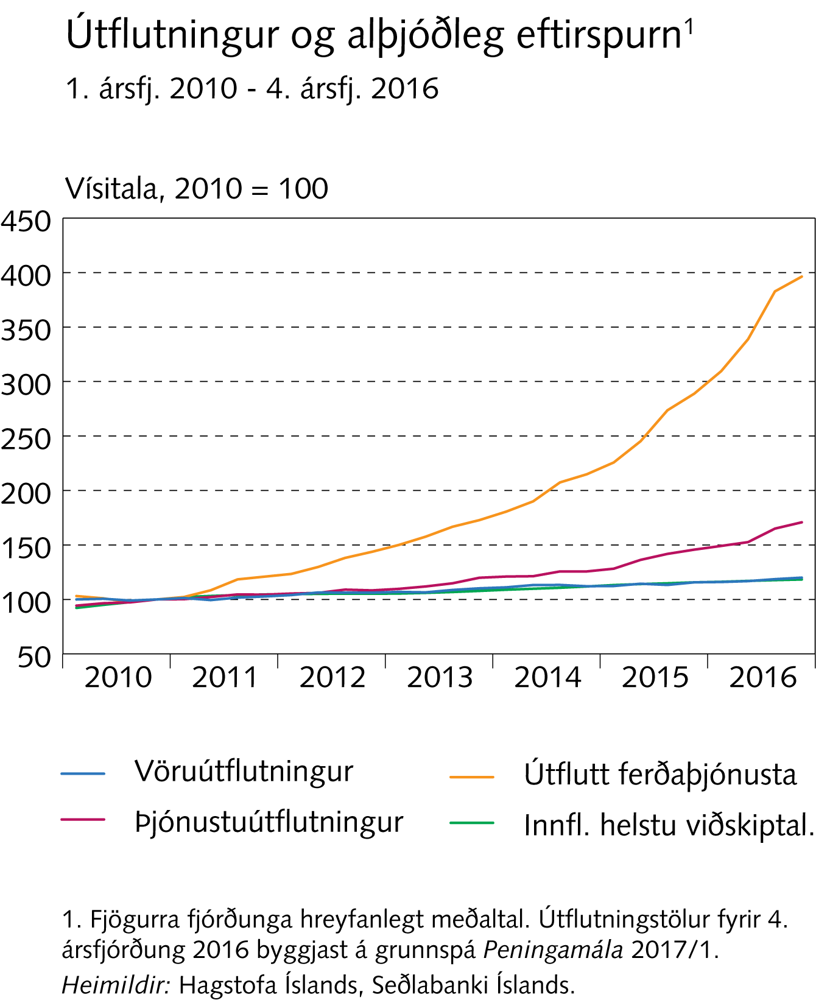 Útflutningur og alþjóðleg eftirspurn¹
1. ársfj. 2010 - 4. ársfj. 2016
Vísitala, 2010 = 100
450
400
350
300
250
200
150
100
50
2010 2011 2012 2013 2014 2015 2016
Vöruútflutningur
Þjónustuútflutningur
Útflutt ferðaþjónusta
Innfl. helstu viðskiptal.
1. Fjögurra fjórðunga hreyfanlegt meðaltal. Útflutningstölur fyrir 4.
ársfjórðung 2016 byggjast á grunnspá Peningamála 2017/1.
Heimildir: Hagstofa Íslands, Seðlabanki Íslands.